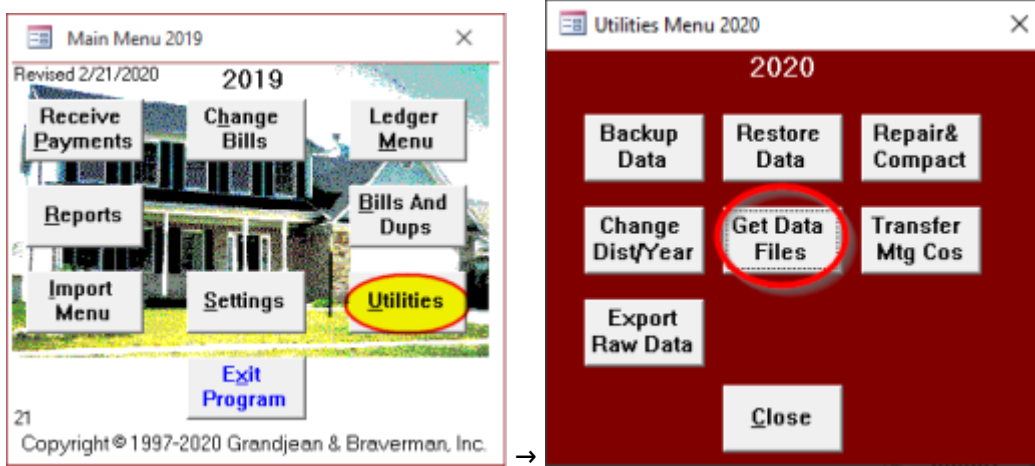 Main Menu 2019
Revised 2/21/2020
2019
Receive
Payments
Change
Bills
Ledger
Menu
Reports
Bills And
Dups
Import
Menu
Settings
Utilities
Exit
Program
21
Copyright © 1997-2020 Grandjean & Braverman, Inc.
→
Utilities Menu 2020
2020
Backup
Data
Restore
Data
Repair&
Compact
Change
Dist/Year
Get Data
Files
Transfer
Mtg Cos
Export
Raw Data
Close